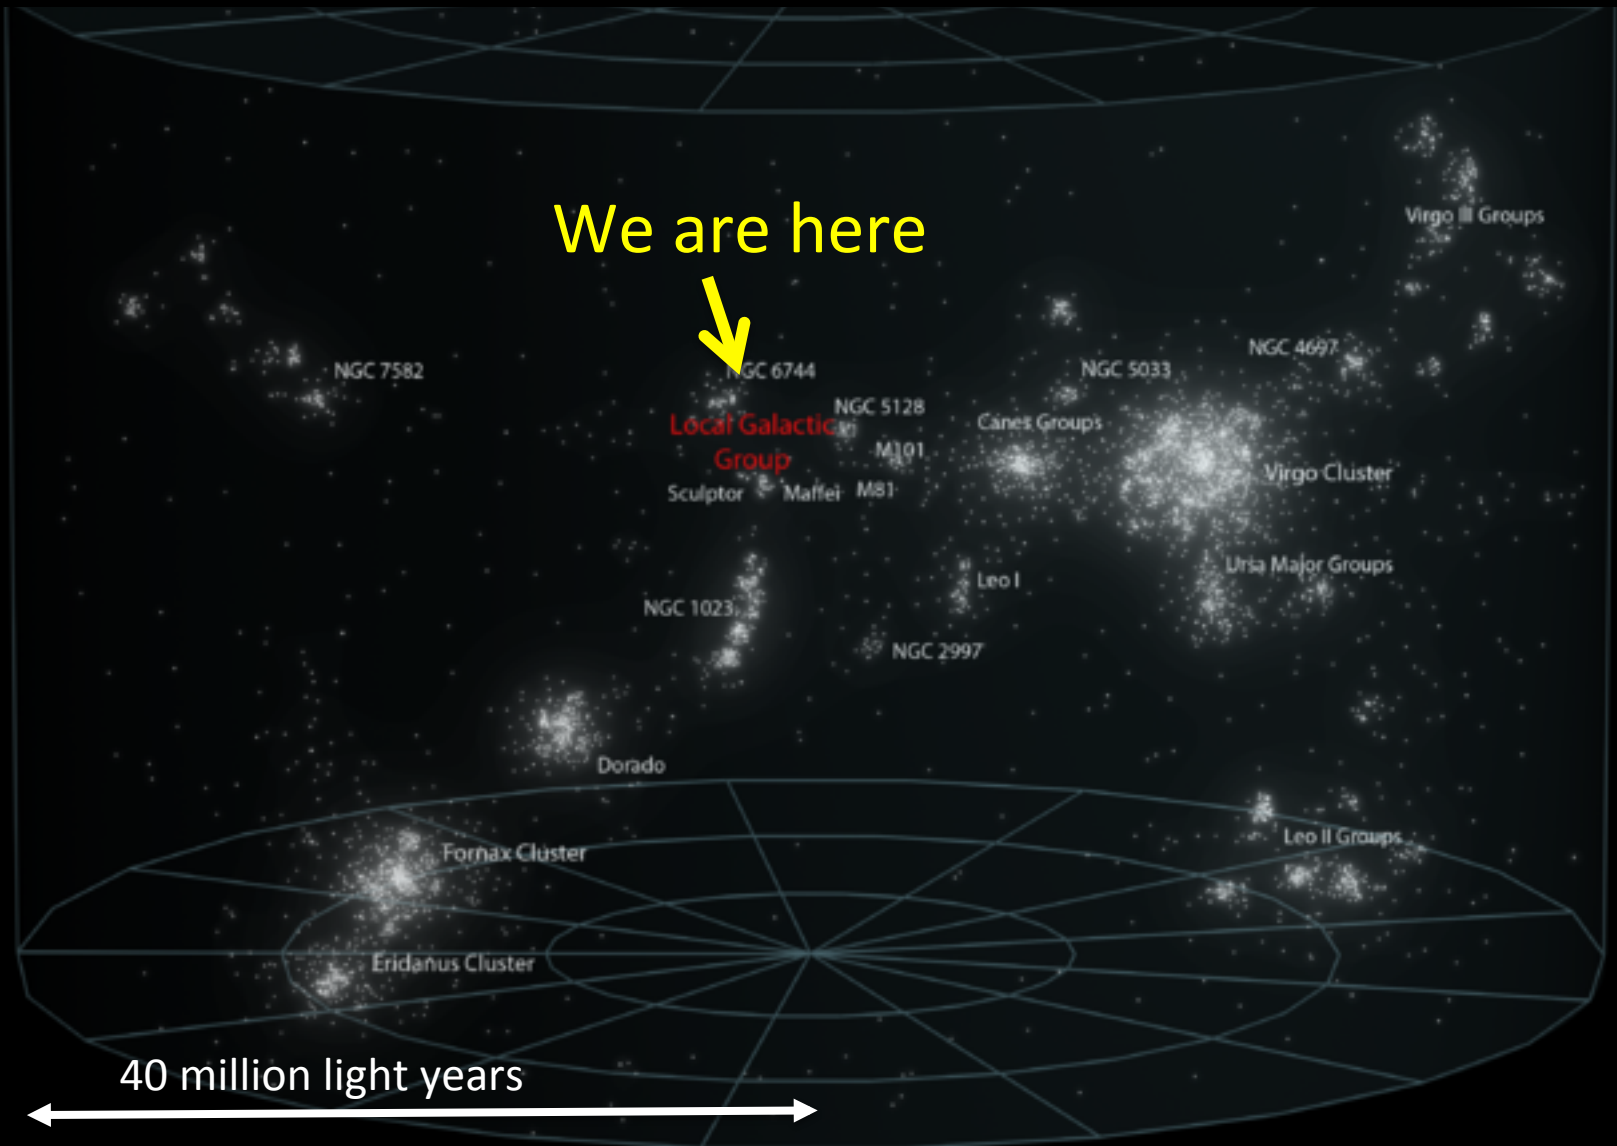 Virgo III Groups
We are here
NGC 4697
NGC 7582
NGC 6744
NGC 5033
NGC 5128
Canes Groups
Local Galactic
Group
M101
Virgo Cluster
Sculptor
Maffei
M81
Ursa Major Groups
Leo I
NGC 1023
NGC 2997
Dorado
Leo II Groups
Fornax Cluster
Eridanus Cluster
40 million light years